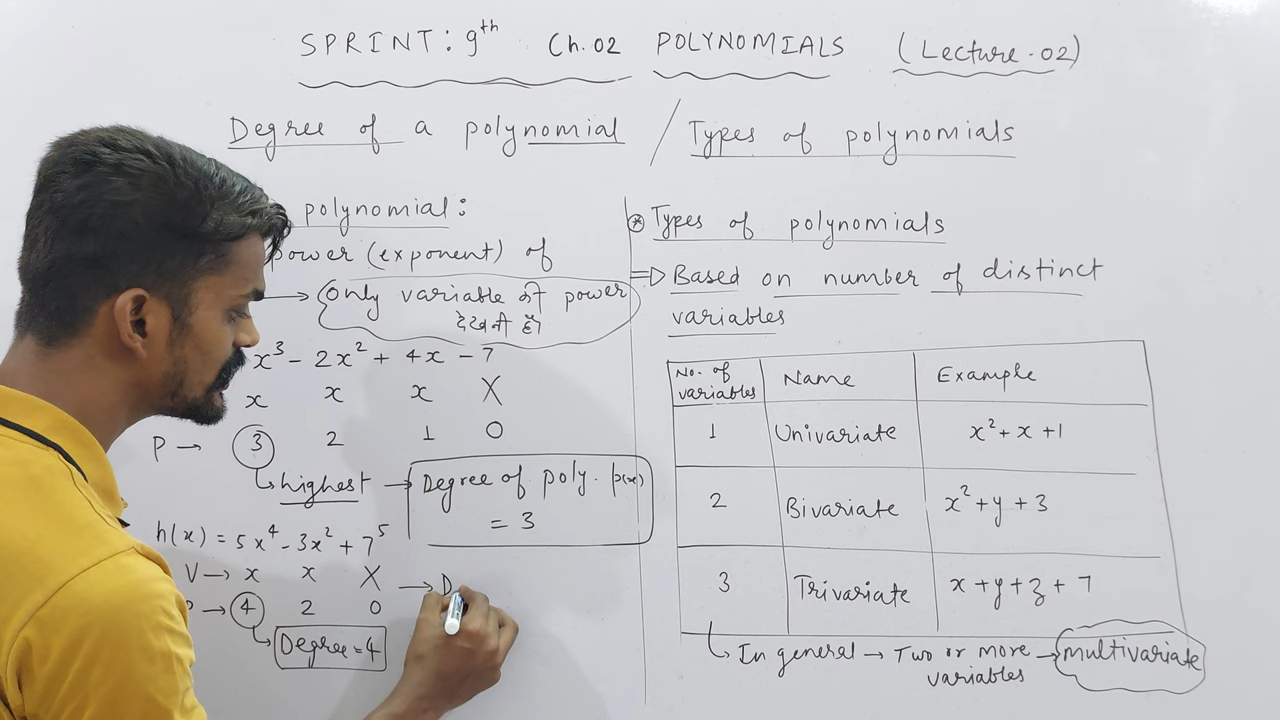 SPRINT: 9th Ch.02 POLYNOMIALS (Lecture-02)
Degree of a polynomial / Types of polynomials
polynomial:
power (exponent) of
→ Only variable की power
देखनी है
x³ - 2x² + 4x - 7
x x x X
P → 3 2 1 0
highest → Degree of poly. p(x)
= 3
h(x) = 5x⁴ - 3x² + 7⁵
V → x x X
→ 4 2 0 → D
Degree = 4
⊛ Types of polynomials
⇒ Based on number of distinct
variables
No. of variables Name Example
1 Univariate x² + x + 1
2 Bivariate x² + y + 3
3 Trivariate x + y + z + 7
In general → Two or more variables → multivariate